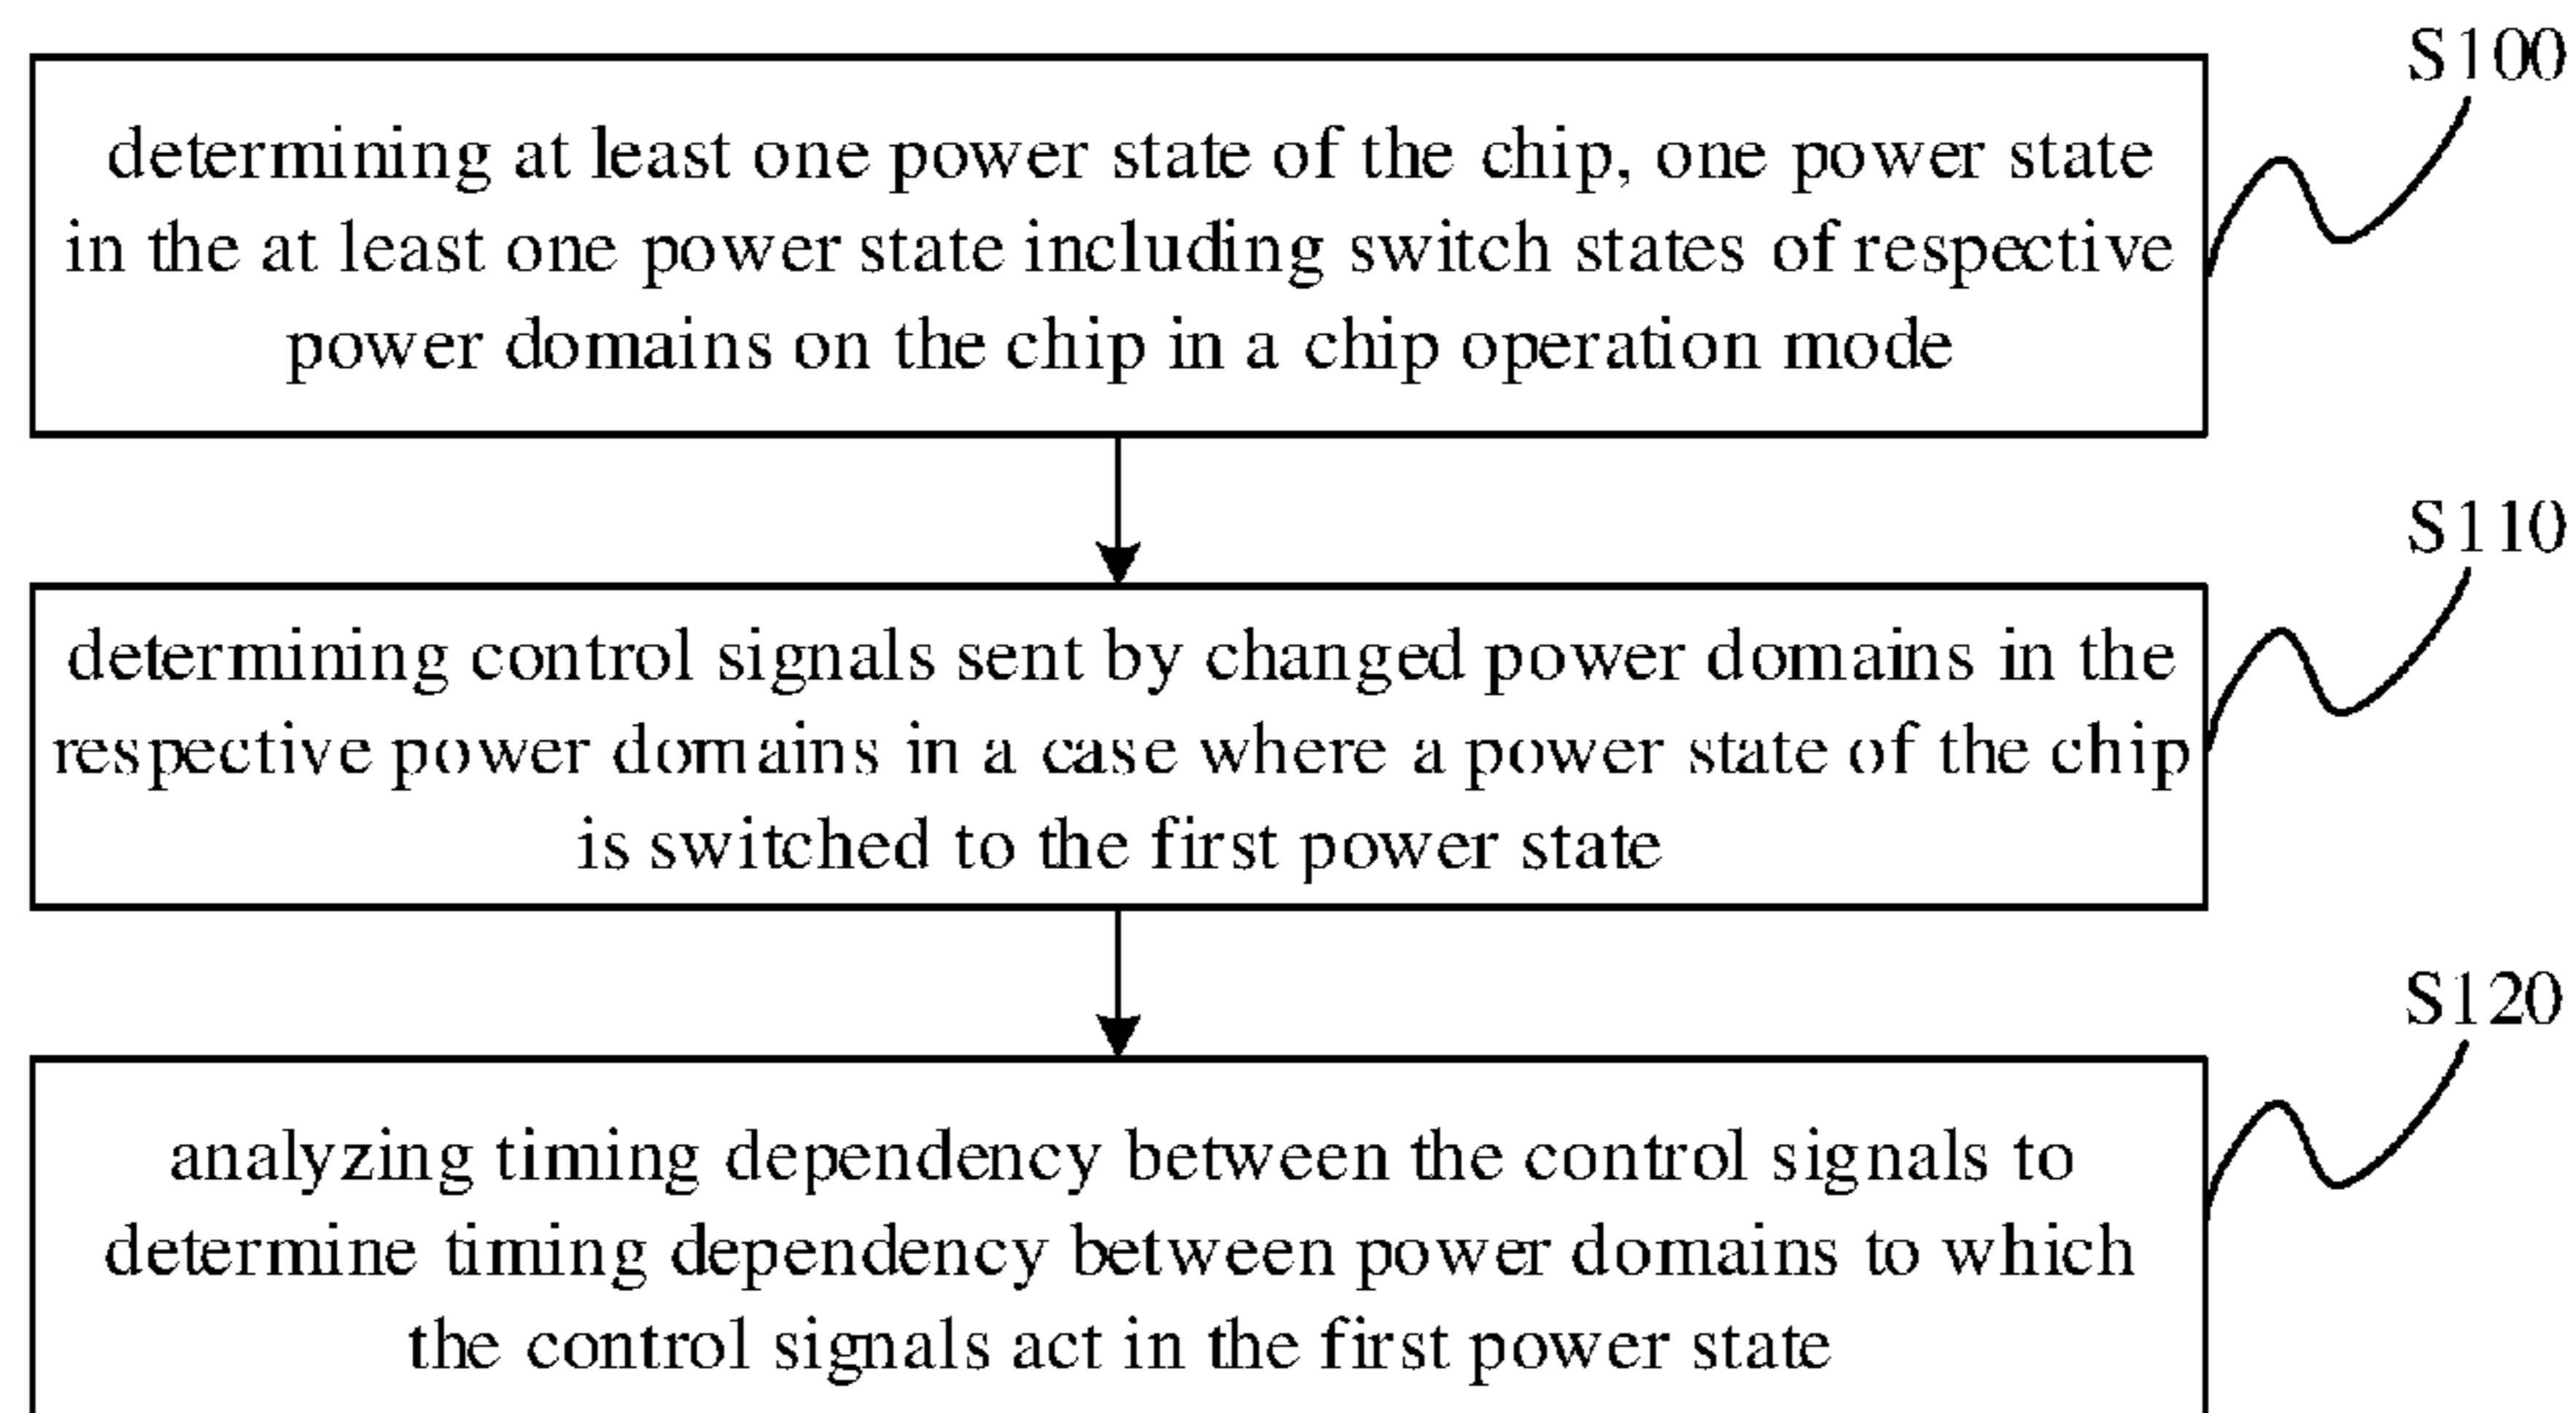 S100
determining at least one power state of the chip, one power state
in the at least one power state including switch states of respective
power domains on the chip in a chip operation mode
S110
determining control signals sent by changed power domains in the
respective power domains in a case where a power state of the chip
is switched to the first power state
S120
analyzing timing dependency between the control signals to
determine timing dependency between power domains to which
the control signals act in the first power state